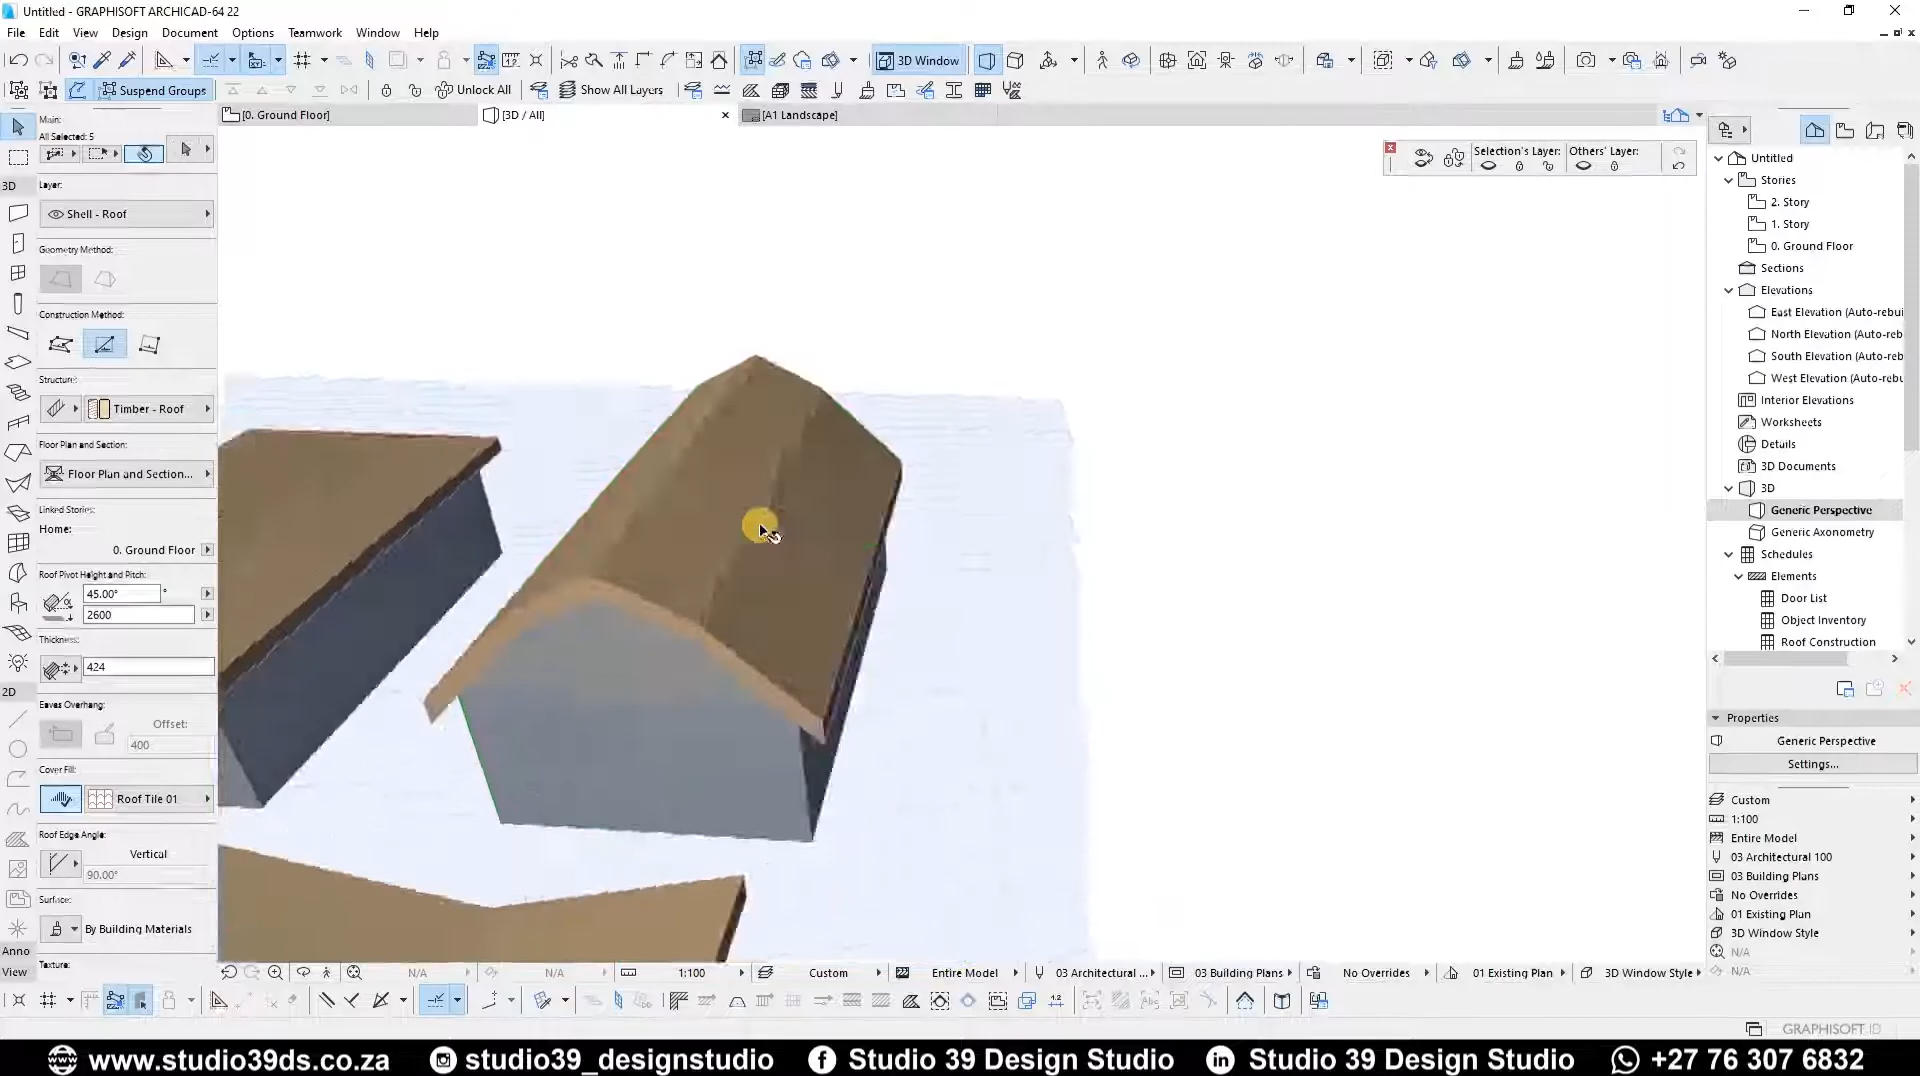 Untitled - GRAPHISOFT ARCHICAD-64 22
File Edit View Design Document Options Teamwork Window Help
3D Window
Suspend Groups
Unlock All
Show All Layers
[0. Ground Floor]
[3D / All]
[A1 Landscape]
Main:
All Selected: 5
Selection's Layer:
Others' Layer:
3D
Layer:
Shell - Roof
Geometry Method:
Construction Method:
Structure:
Timber - Roof
Floor Plan and Section:
Floor Plan and Section...
Linked Stories:
Home:
0. Ground Floor
Roof Pivot Height and Pitch:
45.00°
°
2600
Thickness:
424
2D
Eaves Overhang:
Offset:
400
Cover Fill:
Roof Tile 01
Roof Edge Angle:
Vertical
90.00°
Surface:
By Building Materials
Texture:
Anno
View
Untitled
Stories
2. Story
1. Story
0. Ground Floor
Sections
Elevations
East Elevation (Auto-rebui
North Elevation (Auto-reb
South Elevation (Auto-reb
West Elevation (Auto-rebu
Interior Elevations
Worksheets
Details
3D Documents
3D
Generic Perspective
Generic Axonometry
Schedules
Elements
Door List
Object Inventory
Roof Construction
Properties
Generic Perspective
Settings...
Custom
1:100
Entire Model
03 Architectural 100
03 Building Plans
No Overrides
01 Existing Plan
3D Window Style
N/A
N/A
N/A
N/A
1:100
Custom
Entire Model
03 Architectural ...
03 Building Plans
No Overrides
01 Existing Plan
3D Window Style
1.2
GRAPHISOFT ID
www.studio39ds.co.za studio39_designstudio Studio 39 Design Studio Studio 39 Design Studio +27 76 307 6832